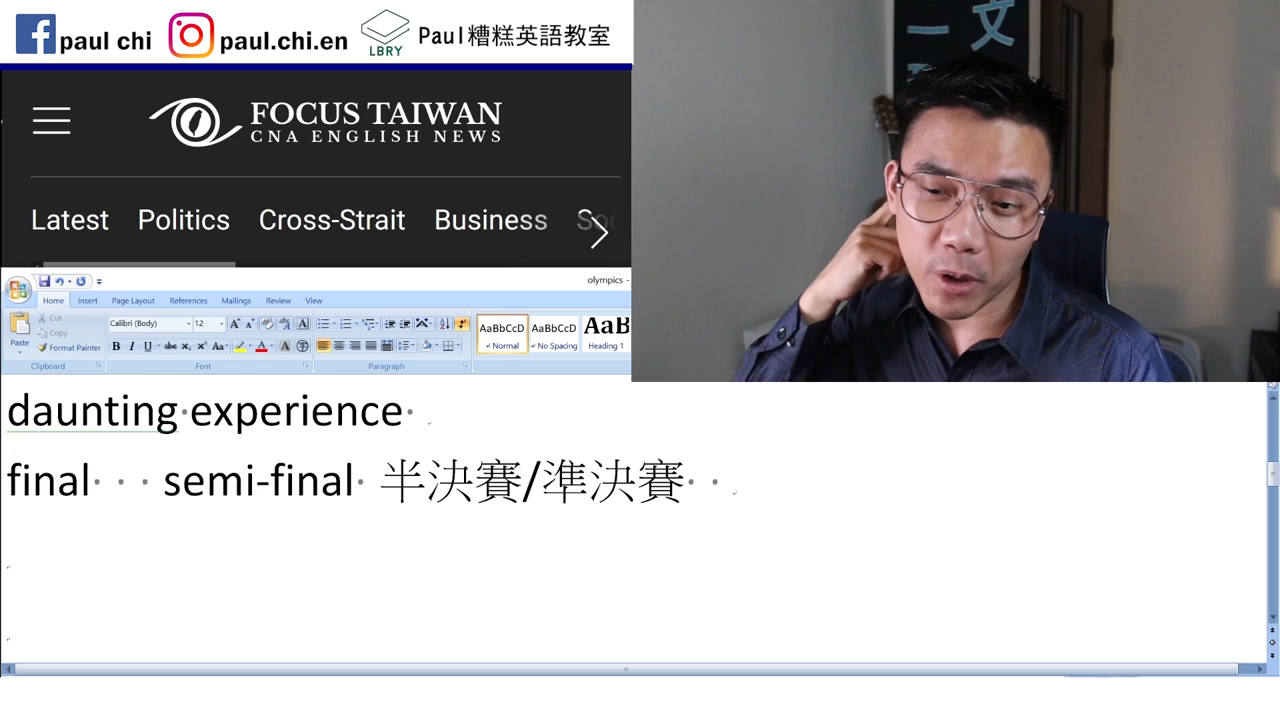 paul chi
paul.chi.en
LBRY
Paul糟糕英語教室
一文
FOCUS TAIWAN
CNA ENGLISH NEWS
Latest Politics Cross-Strait Business Soc
olympics -
Home Insert Page Layout References Mailings Review View
Paste
Cut
Copy
Format Painter
Clipboard
Calibri (Body) 12
Font
Paragraph
AaBbCcD AaBbCcD AaB
Normal No Spacing Heading 1
daunting experience
final semi-final 半決賽/準決賽